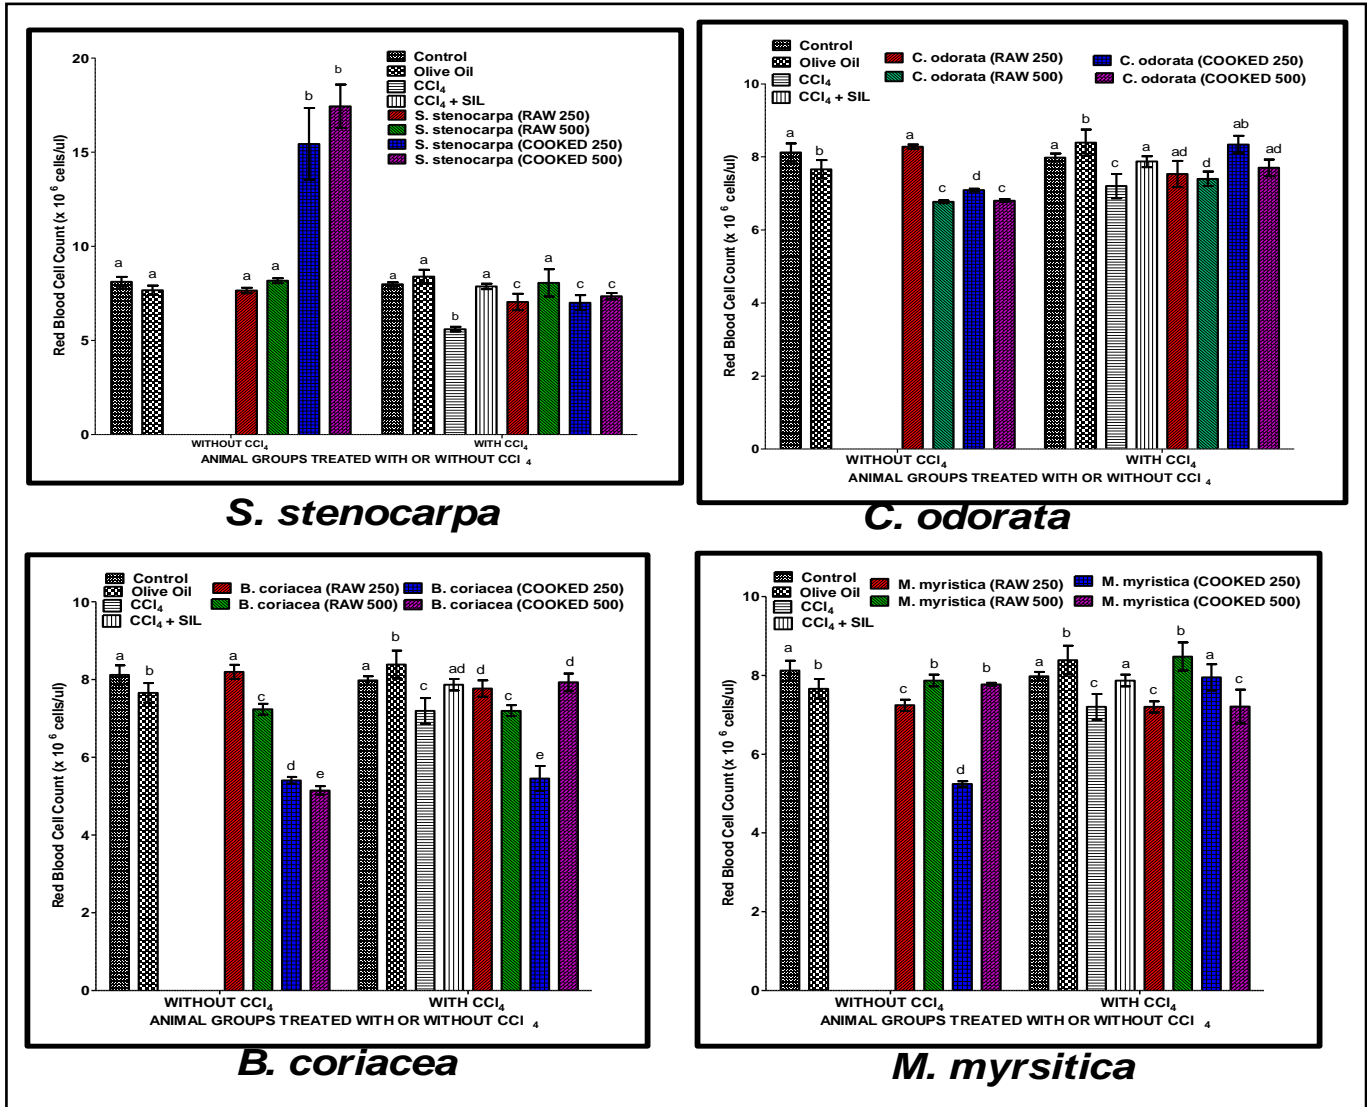 Control
Olive Oil
CCl4
CCl4 + SIL
S. stenocarpa (RAW 250)
S. stenocarpa (RAW 500)
S. stenocarpa (COOKED 250)
S. stenocarpa (COOKED 500)
Red Blood Cell Count (x 10 6 cells/ul)
20
15
10
5
0
a a a a b b a a b a c a c c
WITHOUT CCl4 WITH CCl4
ANIMAL GROUPS TREATED WITH OR WITHOUT CCl 4
S. stenocarpa
Control
Olive Oil
CCl4
CCl4 + SIL
C. odorata (RAW 250)
C. odorata (RAW 500)
C. odorata (COOKED 250)
C. odorata (COOKED 500)
Red Blood Cell Count (x 10 6 cells/ul)
10
8
6
4
2
0
a b a c d c a b c a ad d ab ad
WITHOUT CCl4 WITH CCl4
ANIMAL GROUPS TREATED WITH OR WITHOUT CCl 4
C. odorata
Control
Olive Oil
CCl4
CCl4 + SIL
B. coriacea (RAW 250)
B. coriacea (RAW 500)
B. coriacea (COOKED 250)
B. coriacea (COOKED 500)
Red Blood Cell Count (x 10 6 cells/ul)
10
8
6
4
2
0
a b a c d e a b c ad d c e d
WITHOUT CCl4 WITH CCl4
ANIMAL GROUPS TREATED WITH OR WITHOUT CCl 4
B. coriacea
Control
Olive Oil
CCl4
CCl4 + SIL
M. myristica (RAW 250)
M. myristica (RAW 500)
M. myristica (COOKED 250)
M. myristica (COOKED 500)
Red Blood Cell Count (x 10 6 cells/ul)
10
8
6
4
2
0
a b c b d b a b c a c b a c
WITHOUT CCl4 WITH CCl4
ANIMAL GROUPS TREATED WITH OR WITHOUT CCl 4
M. myrsitica